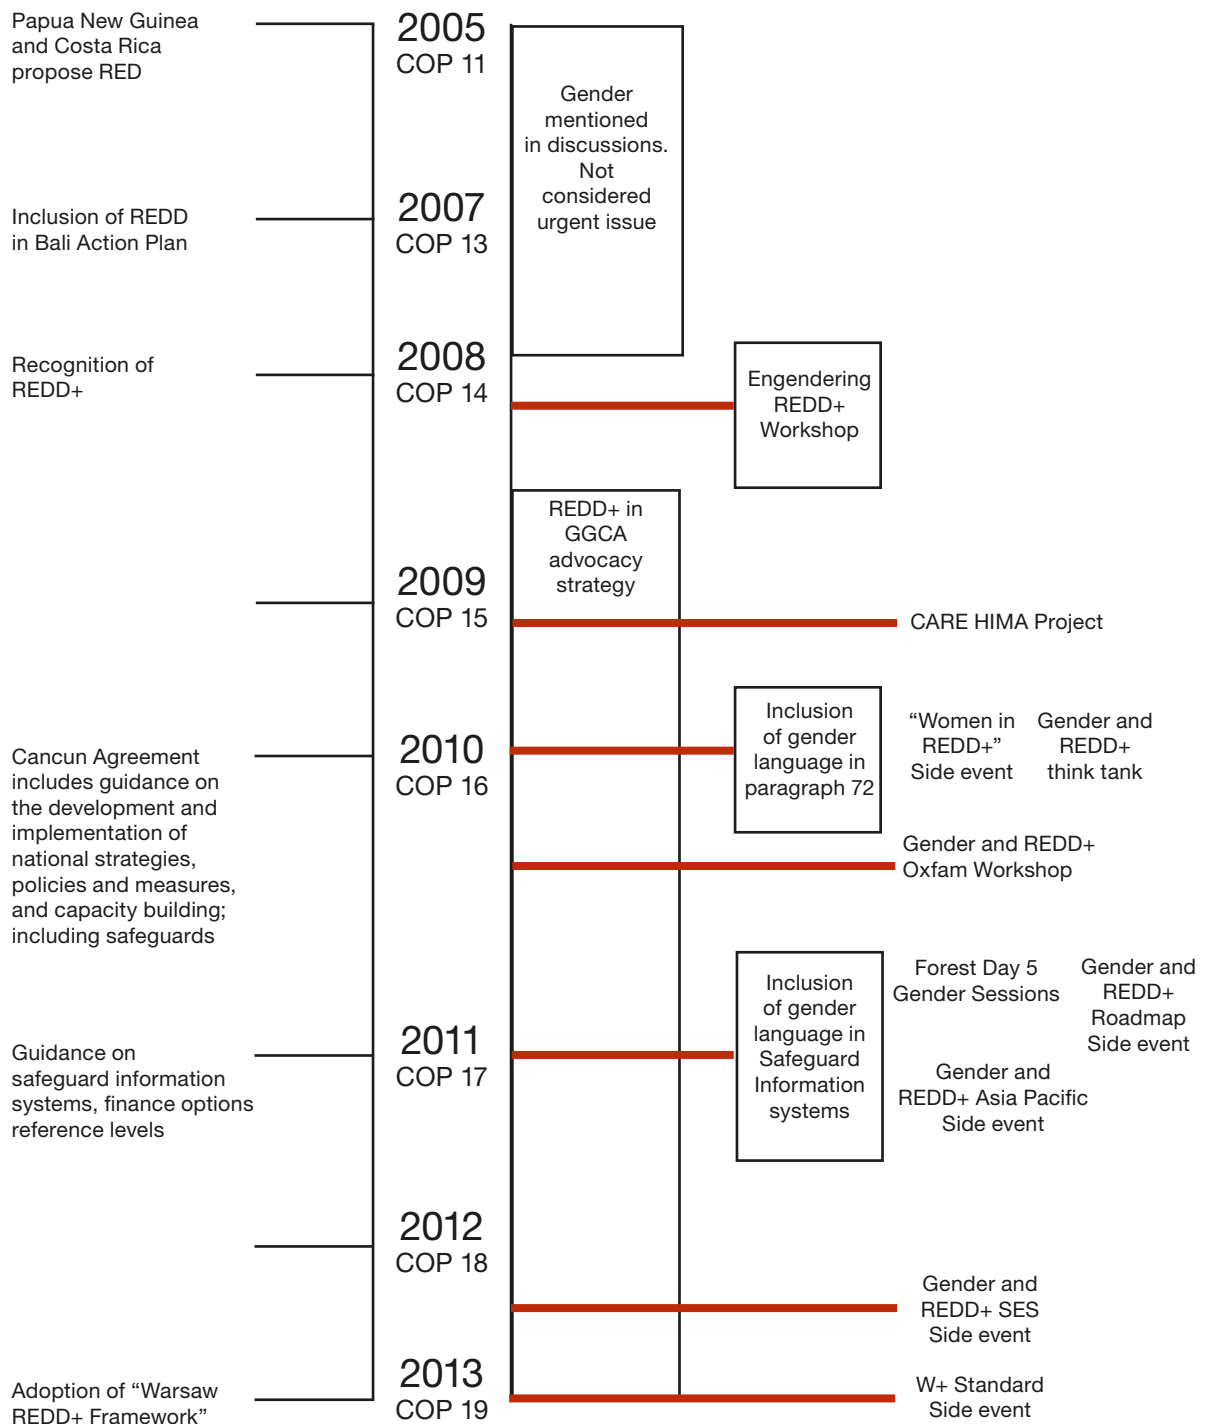 Papua New Guinea
and Costa Rica
propose RED
2005
COP 11
Gender
mentioned
in discussions.
Not
considered
urgent issue
Inclusion of REDD
in Bali Action Plan
2007
COP 13
Recognition of
REDD+
2008
COP 14
Engendering
REDD+
Workshop
REDD+ in
GGCA
advocacy
strategy
2009
COP 15
CARE HIMA Project
Cancun Agreement
includes guidance on
the development and
implementation of
national strategies,
policies and measures,
and capacity building;
including safeguards
2010
COP 16
Inclusion
of gender
language in
paragraph 72
“Women in
REDD+”
Side event
Gender and
REDD+
think tank
Gender and REDD+
Oxfam Workshop
Guidance on
safeguard information
systems, finance options
reference levels
2011
COP 17
Inclusion
of gender
language in
Safeguard
Information
systems
Forest Day 5
Gender Sessions
Gender and
REDD+
Roadmap
Side event
Gender and
REDD+ Asia Pacific
Side event
2012
COP 18
Gender and
REDD+ SES
Side event
Adoption of “Warsaw
REDD+ Framework”
2013
COP 19
W+ Standard
Side event